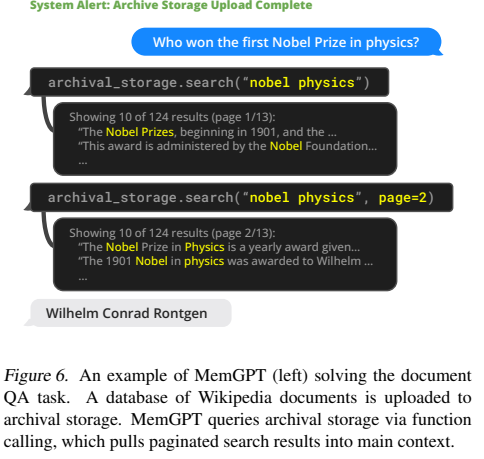 System Alert: Archive Storage Upload Complete
Who won the first Nobel Prize in physics?
archival_storage.search("nobel physics")
Showing 10 of 124 results (page 1/13):
"The Nobel Prizes, beginning in 1901, and the ...
"This award is administered by the Nobel Foundation...
...
archival_storage.search("nobel physics", page=2)
Showing 10 of 124 results (page 2/13):
"The Nobel Prize in Physics is a yearly award given...
"The 1901 Nobel in physics was awarded to Wilhelm ...
...
Wilhelm Conrad Rontgen
Figure 6. An example of MemGPT (left) solving the document
QA task. A database of Wikipedia documents is uploaded to
archival storage. MemGPT queries archival storage via function
calling, which pulls paginated search results into main context.